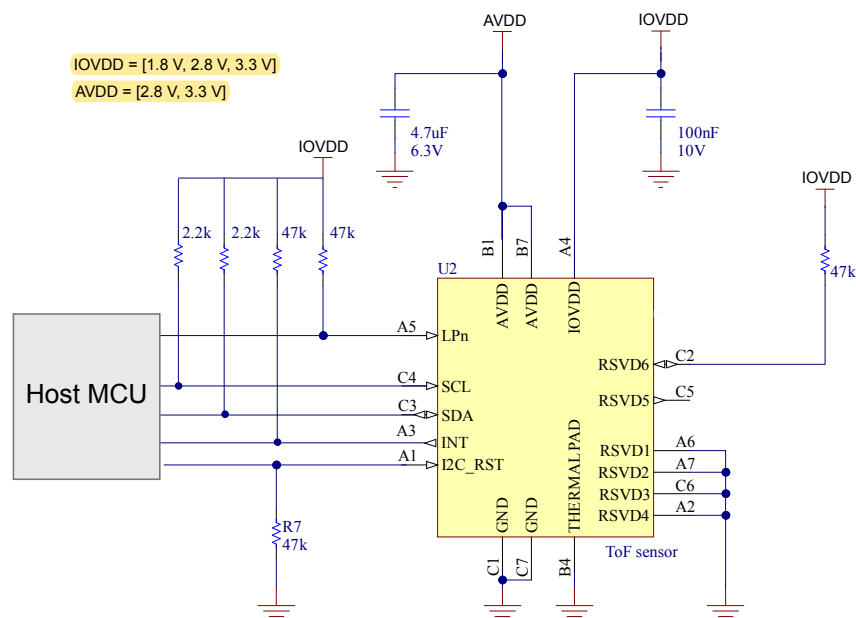 AVDD
IOVDD
IOVDD = [1.8 V, 2.8 V, 3.3 V]
AVDD = [2.8 V, 3.3 V]
4.7uF
6.3V
100nF
10V
IOVDD
IOVDD
2.2k
2.2k
47k
47k
47k
B1
B7
A4
U2
AVDD
AVDD
IOVDD
Host MCU
A5
LPn
C4
SCL
C3
SDA
A3
INT
A1
I2C_RST
RSVD6
C2
RSVD5
C5
RSVD1
A6
RSVD2
A7
RSVD3
C6
RSVD4
A2
GND
GND
THERMALPAD
R7
47k
C1
C7
B4
ToF sensor